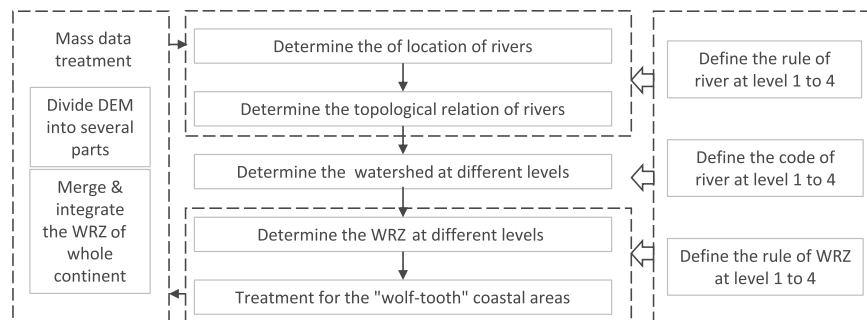 Mass data
treatment
Divide DEM
into several
parts
Merge &
integrate
the WRZ of
whole
continent
Determine the of location of rivers
Determine the topological relation of rivers
Determine the watershed at different levels
Determine the WRZ at different levels
Treatment for the "wolf-tooth" coastal areas
Define the rule of
river at level 1 to 4
Define the code of
river at level 1 to 4
Define the rule of WRZ
at level 1 to 4